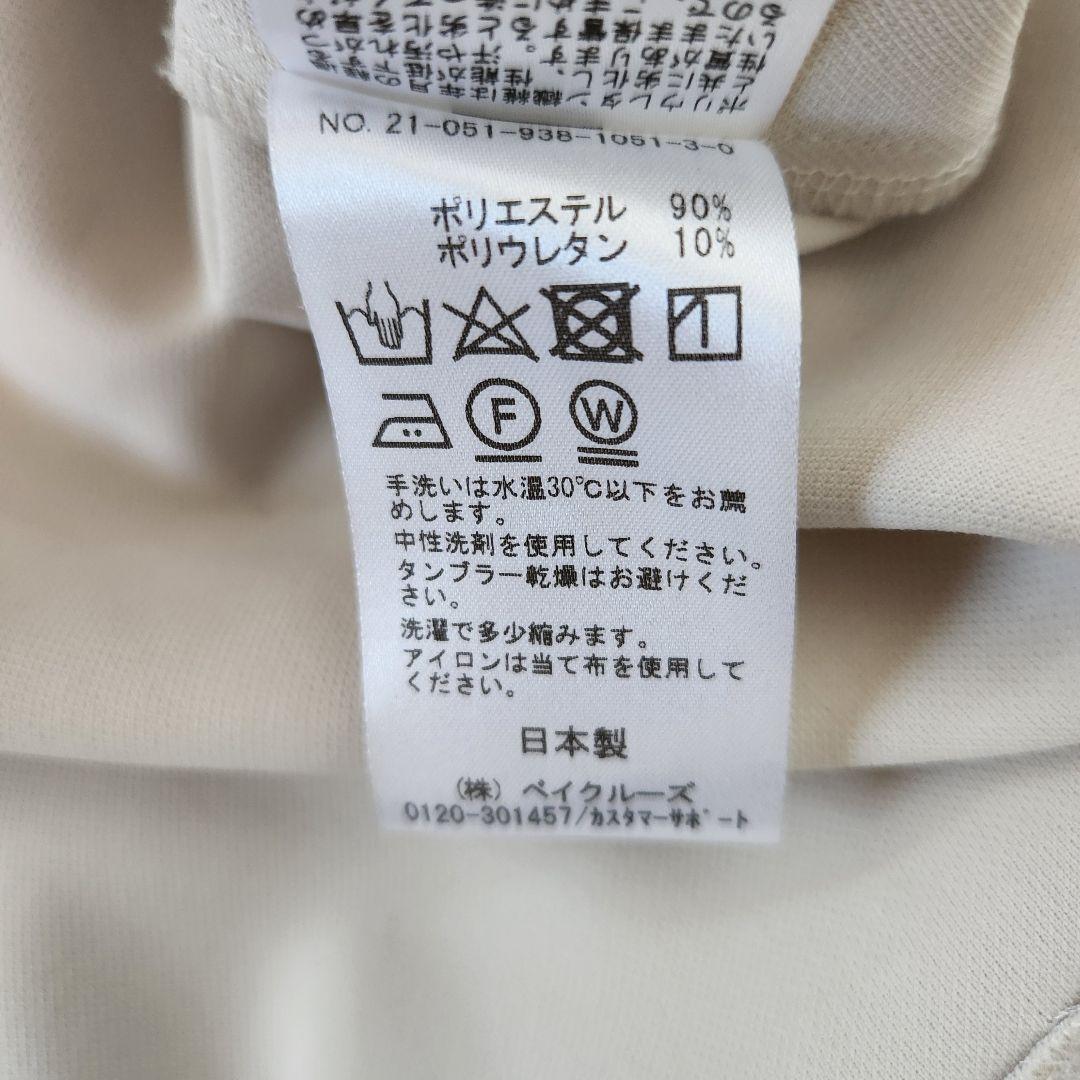 NO. 21-051-938-1051-3-0
ポリエステル 90%
ポリウレタン 10%
F
W
手洗いは水温30℃以下をお薦
めします。
中性洗剤を使用してください。
タンブラー乾燥はお避けくだ
さい。
洗濯で多少縮みます。
アイロンは当て布を使用して
ください。
日本製
(株) ベイクルーズ
0120-301457/カスタマーサポート